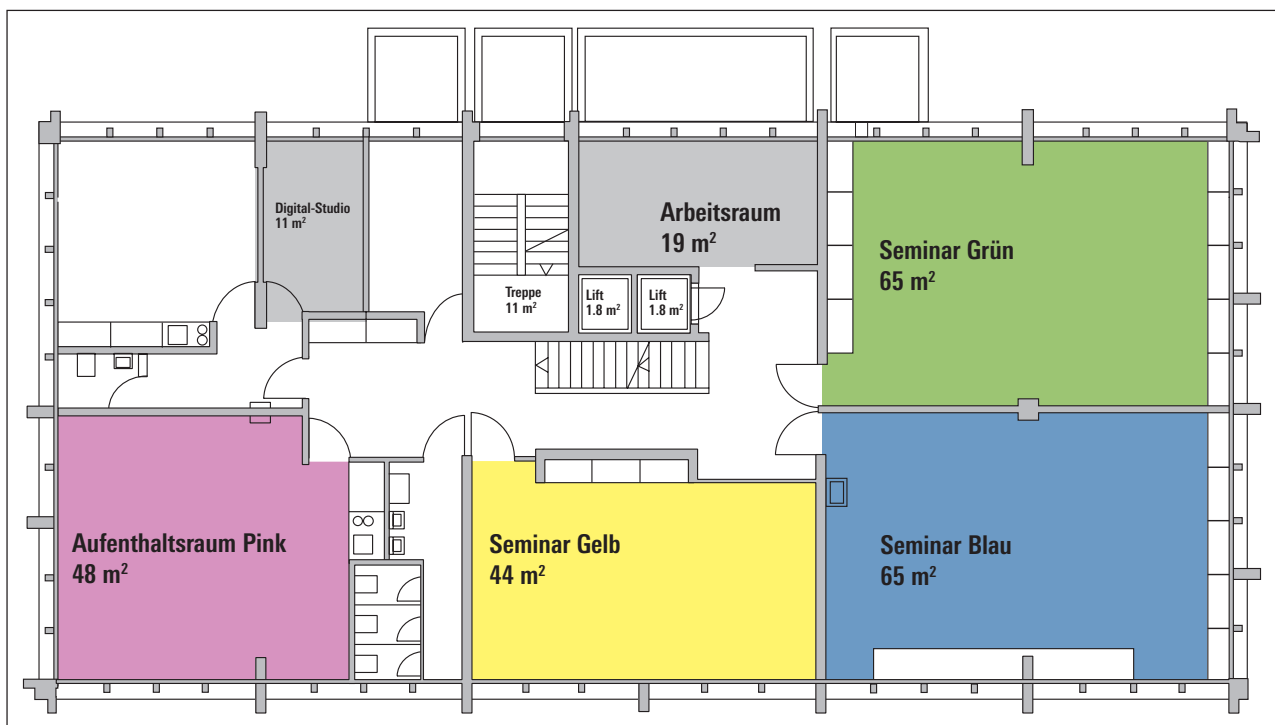 Digital-Studio
11 m²
Arbeitsraum
19 m²
Seminar Grün
65 m²
Treppe
11 m²
Lift
1.8 m²
Lift
1.8 m²
Aufenthaltsraum Pink
48 m²
Seminar Gelb
44 m²
Seminar Blau
65 m²